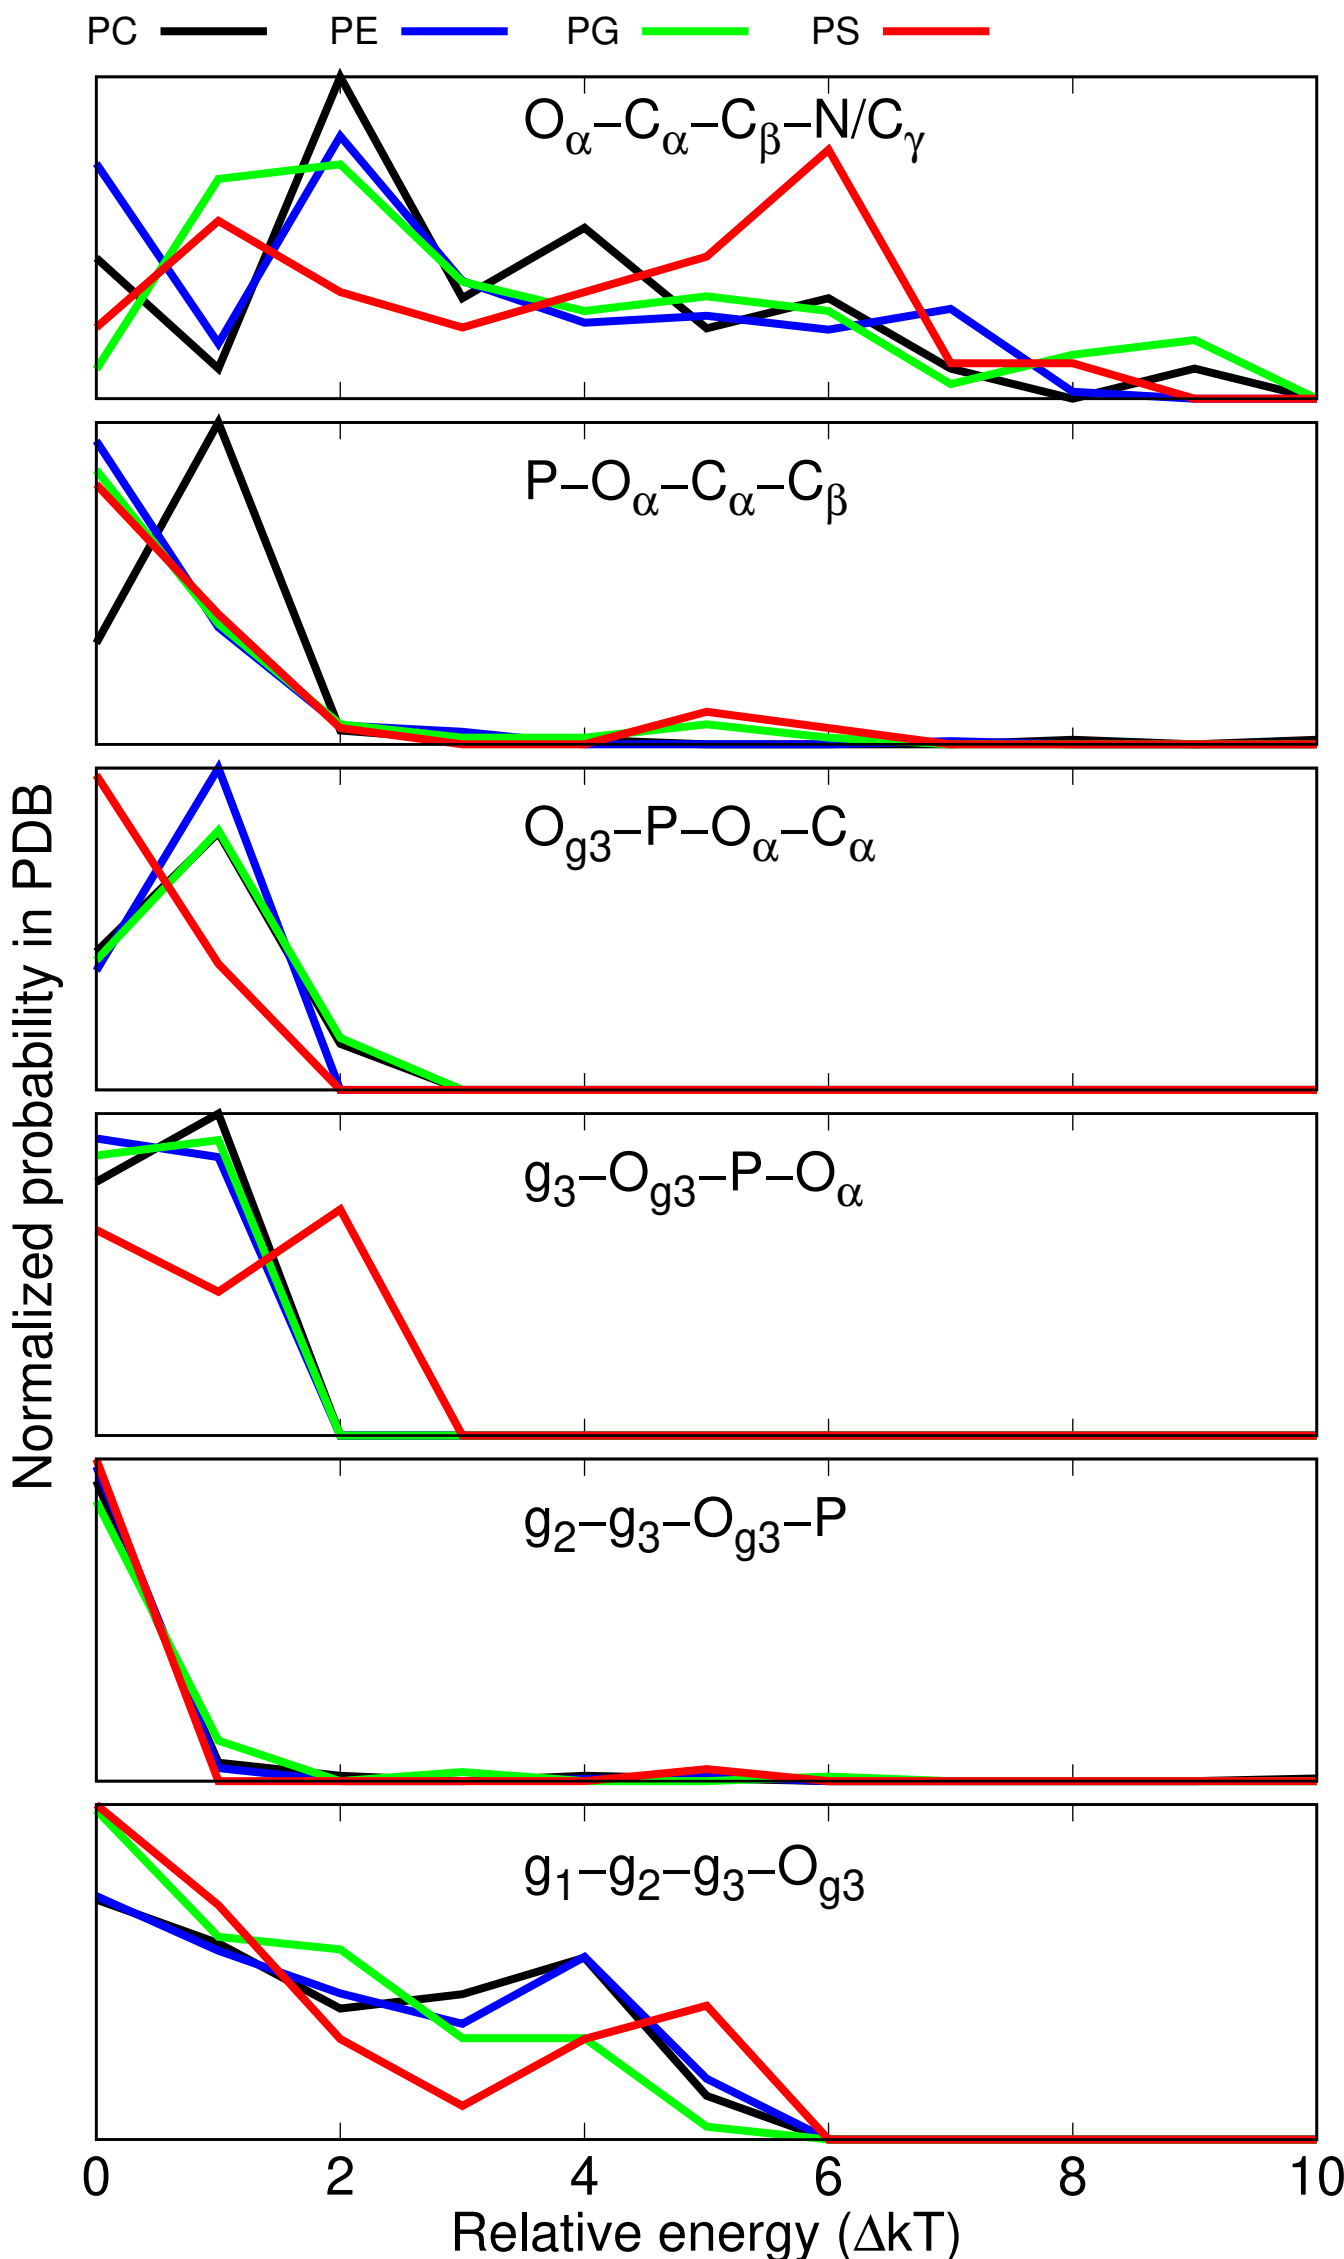 PC PE PG PS
Oα–Cα–Cβ–N/Cγ
P–Oα–Cα–Cβ
Og3–P–Oα–Cα
g3–Og3–P–Oα
g2–g3–Og3–P
g1–g2–g3–Og3
Normalized probability in PDB
0 2 4 6 8 10
Relative energy (ΔkT)